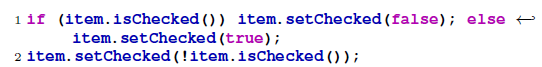 1 if (item.isChecked()) item.setChecked(false); else ↩
item.setChecked(true);
2 item.setChecked(!item.isChecked());